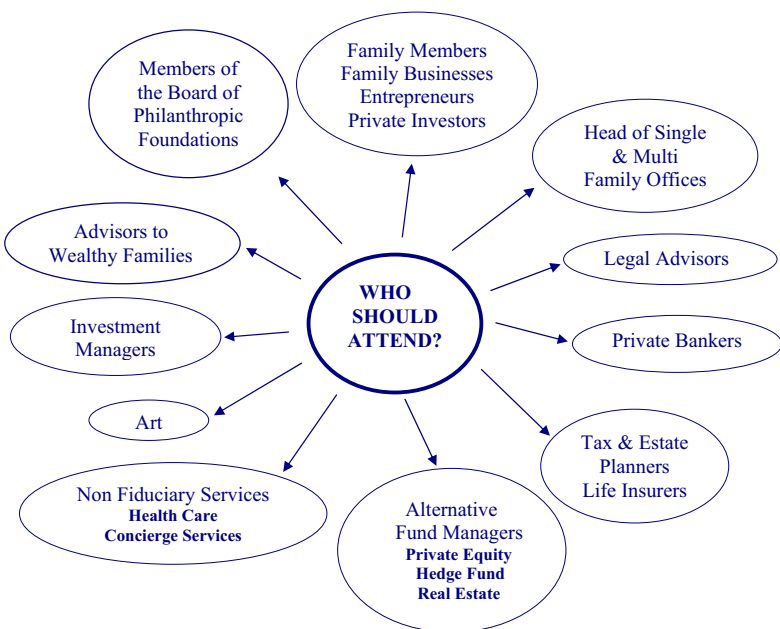 Members of
the Board of
Philanthropic
Foundations
Family Members
Family Businesses
Entrepreneurs
Private Investors
Head of Single
& Multi
Family Offices
Advisors to
Wealthy Families
Legal Advisors
WHO
SHOULD
ATTEND?
Investment
Managers
Private Bankers
Art
Tax & Estate
Planners
Life Insurers
Non Fiduciary Services
Health Care
Concierge Services
Alternative
Fund Managers
Private Equity
Hedge Fund
Real Estate